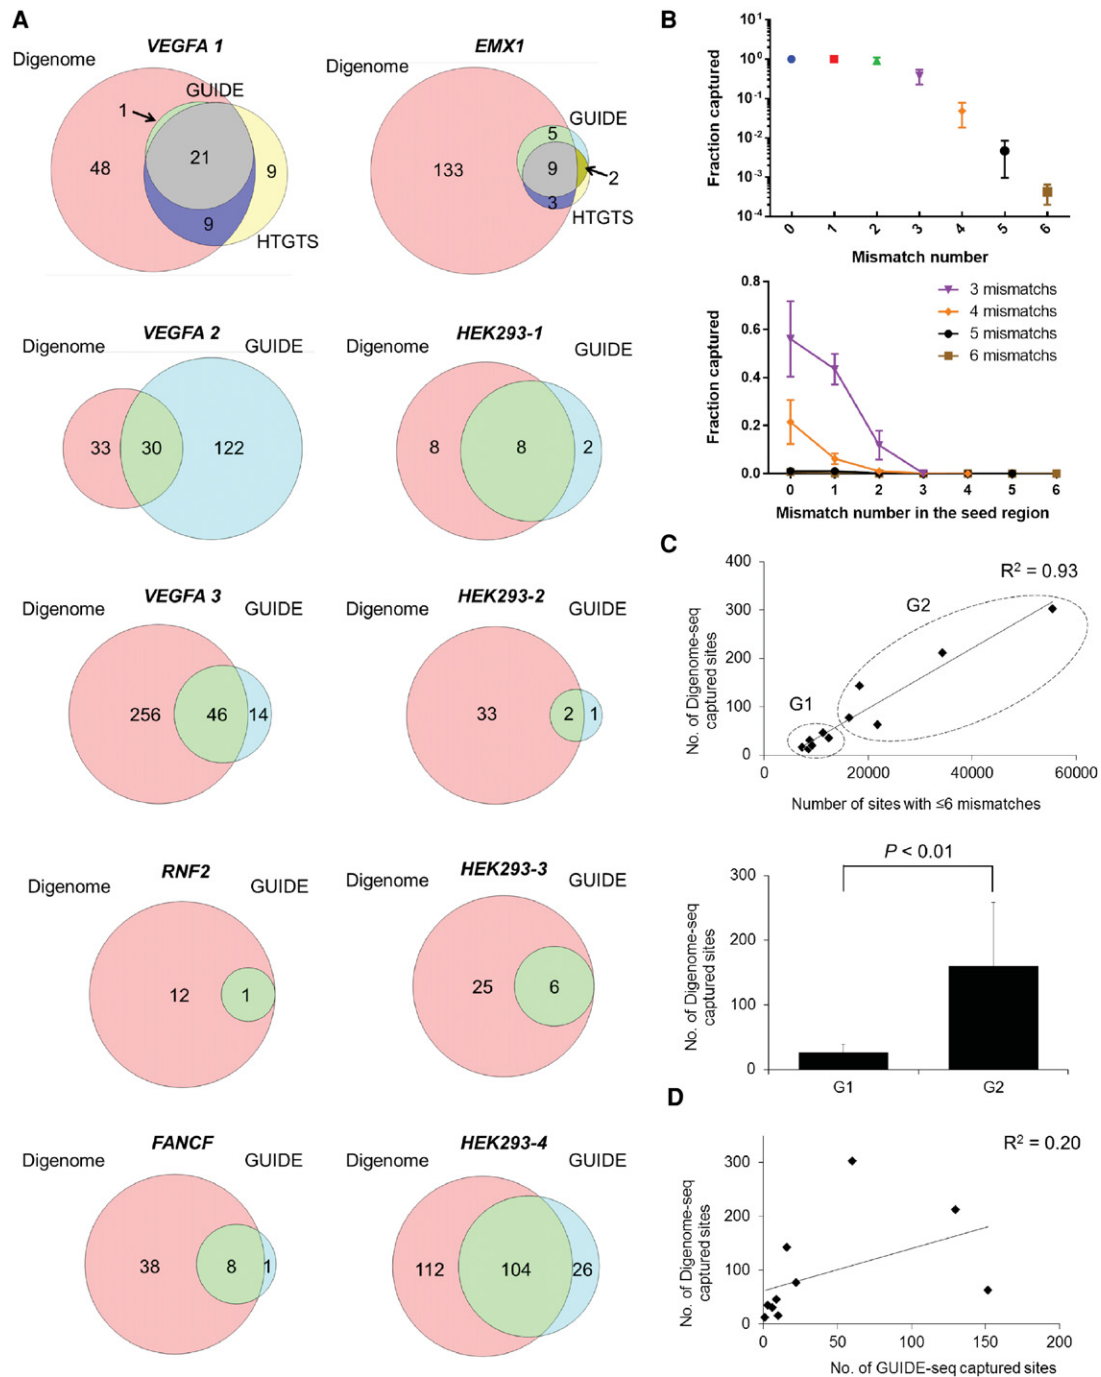 A
VEGFA 1
Digenome
GUIDE
1
48
21
9
9
HTGTS
EMX1
Digenome
GUIDE
5
133
9
2
3
HTGTS
VEGFA 2
Digenome
GUIDE
33
30
122
HEK293-1
Digenome
GUIDE
8
8
2
VEGFA 3
Digenome
GUIDE
256
46
14
HEK293-2
Digenome
GUIDE
33
2
1
RNF2
Digenome
GUIDE
12
1
HEK293-3
Digenome
GUIDE
25
6
FANCF
Digenome
GUIDE
38
8
1
HEK293-4
Digenome
GUIDE
112
104
26
B
Fraction captured
10¹
10⁰
10⁻¹
10⁻²
10⁻³
10⁻⁴
0 1 2 3 4 5 6
Mismatch number
Fraction captured
0.8
0.6
0.4
0.2
0.0
3 mismatchs
4 mismatchs
5 mismatchs
6 mismatchs
0 1 2 3 4 5 6
Mismatch number in the seed region
C
No. of Digenome-seq
captured sites
400
300
200
100
0
R² = 0.93
G2
G1
0 20000 40000 60000
Number of sites with ≤6 mismatches
P < 0.01
No. of Digenome-seq
captured sites
300
200
100
0
G1 G2
D
No. of Digenome-seq
captured sites
R² = 0.20
300
200
100
0
0 50 100 150 200
No. of GUIDE-seq captured sites